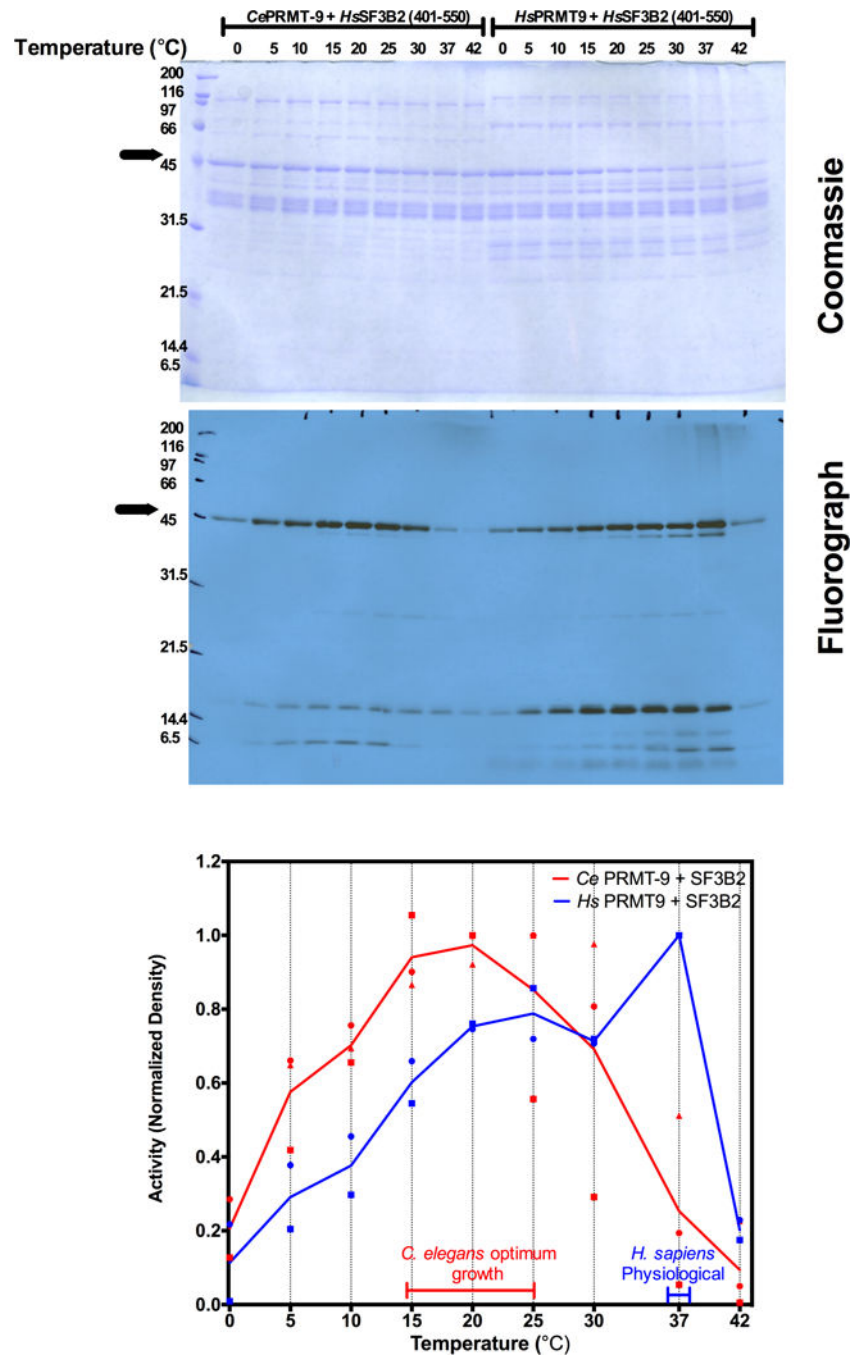 CePRMT-9 + HsSF3B2 (401-550) HsPRMT9 + HsSF3B2 (401-550)
Temperature (°C) 0 5 10 15 20 25 30 37 42 0 5 10 15 20 25 30 37 42
200
116
97
66
45
31.5
21.5
14.4
6.5
Coomassie
200
116
97
66
45
31.5
21.5
14.4
6.5
Fluorograph
Ce PRMT-9 + SF3B2
Hs PRMT9 + SF3B2
Activity (Normalized Density)
1.2
1.0
0.8
0.6
0.4
0.2
0.0
C. elegans optimum
growth
H. sapiens
Physiological
0 5 10 15 20 25 30 37 42
Temperature (°C)